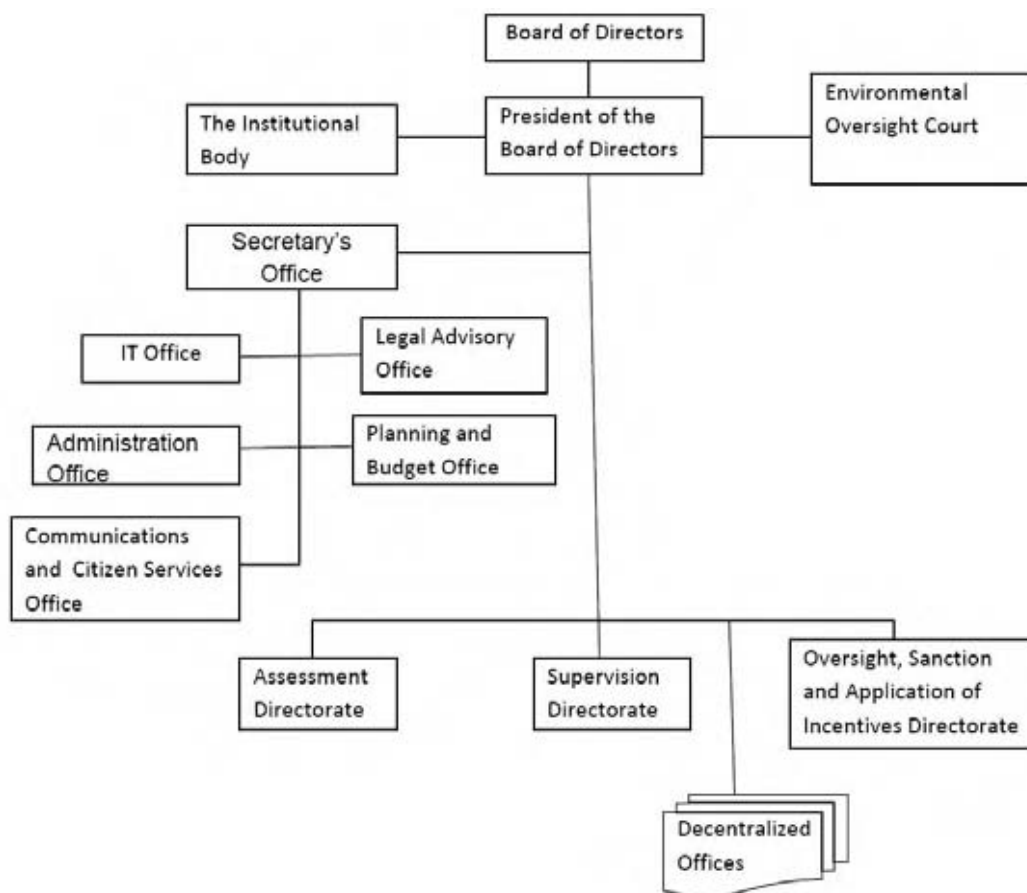 Board of Directors
The Institutional
Body
President of the
Board of Directors
Environmental
Oversight Court
Secretary's
Office
IT Office
Legal Advisory
Office
Administration
Office
Planning and
Budget Office
Communications
and Citizen Services
Office
Assessment
Directorate
Supervision
Directorate
Oversight, Sanction
and Application of
Incentives Directorate
Decentralized
Offices